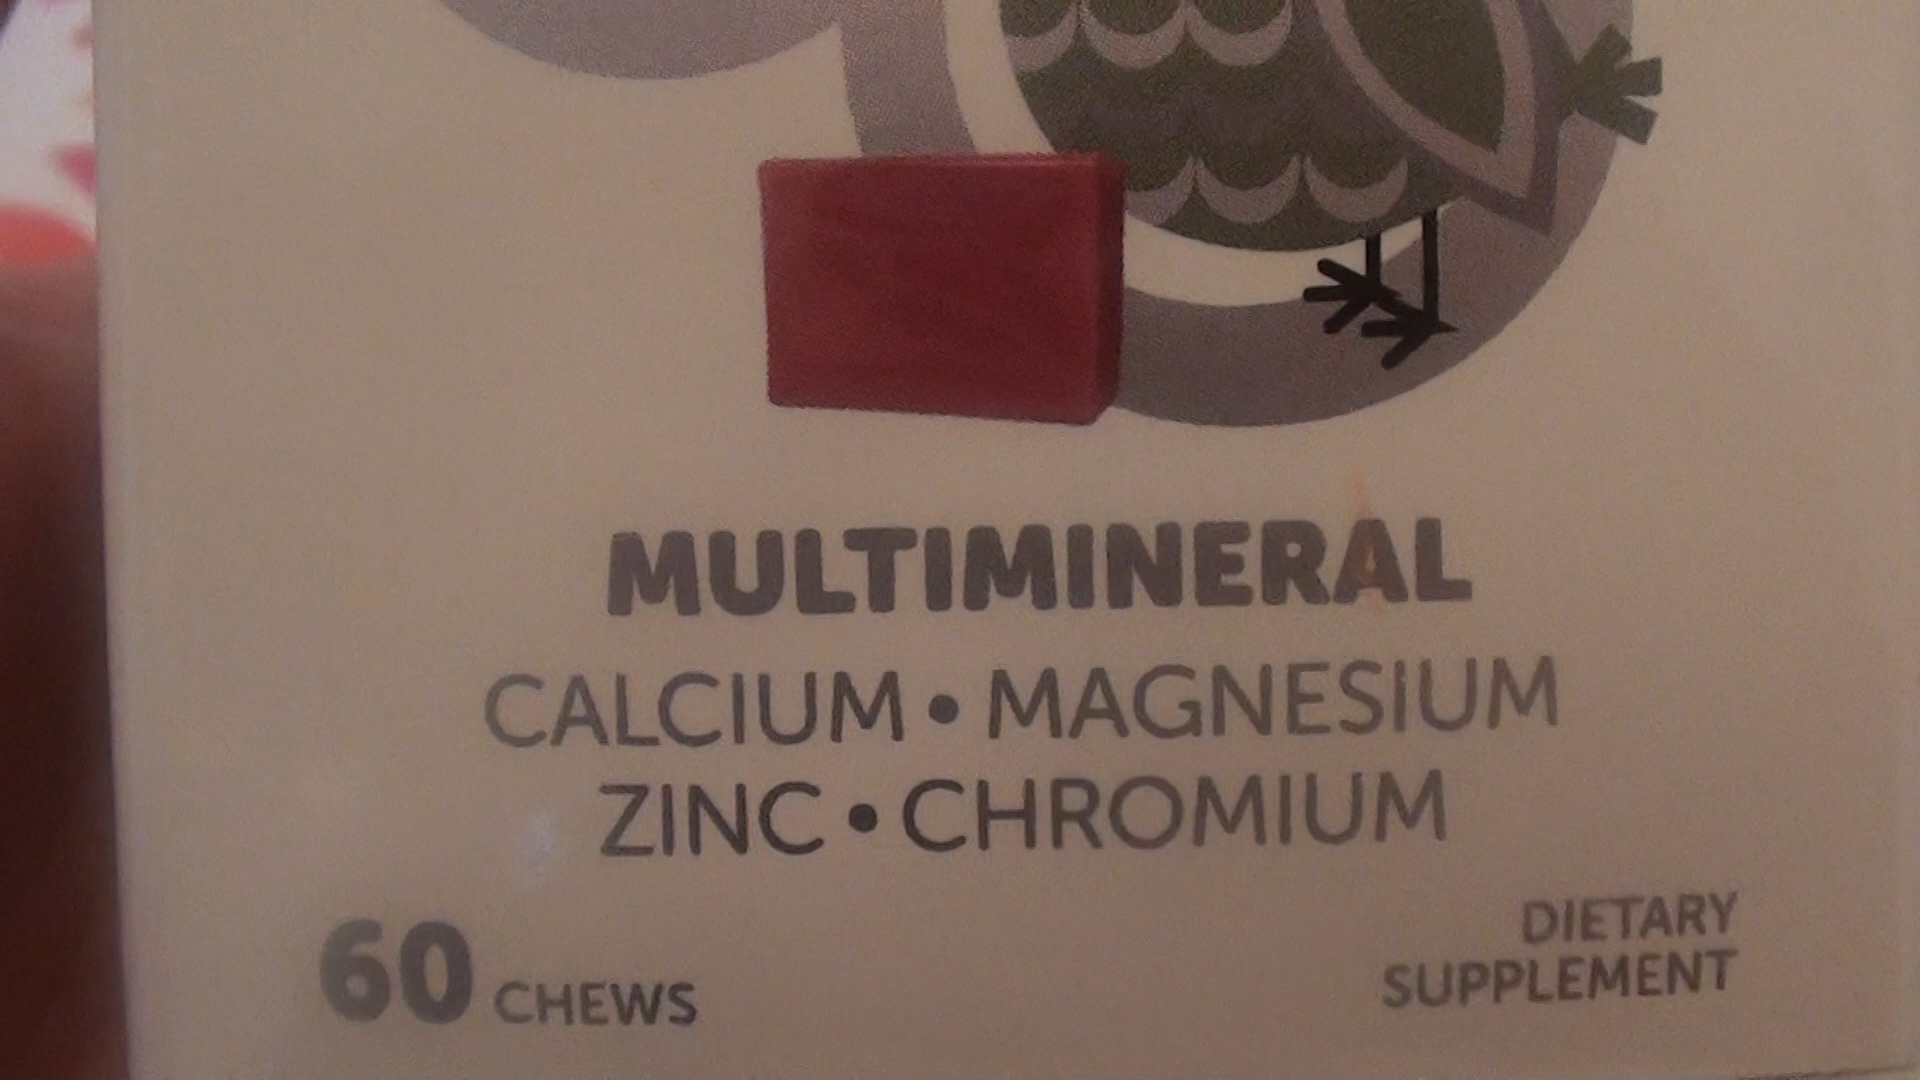 MULTIMINERAL
CALCIUM • MAGNESIUM
ZINC • CHROMIUM
60 CHEWS
DIETARY
SUPPLEMENT